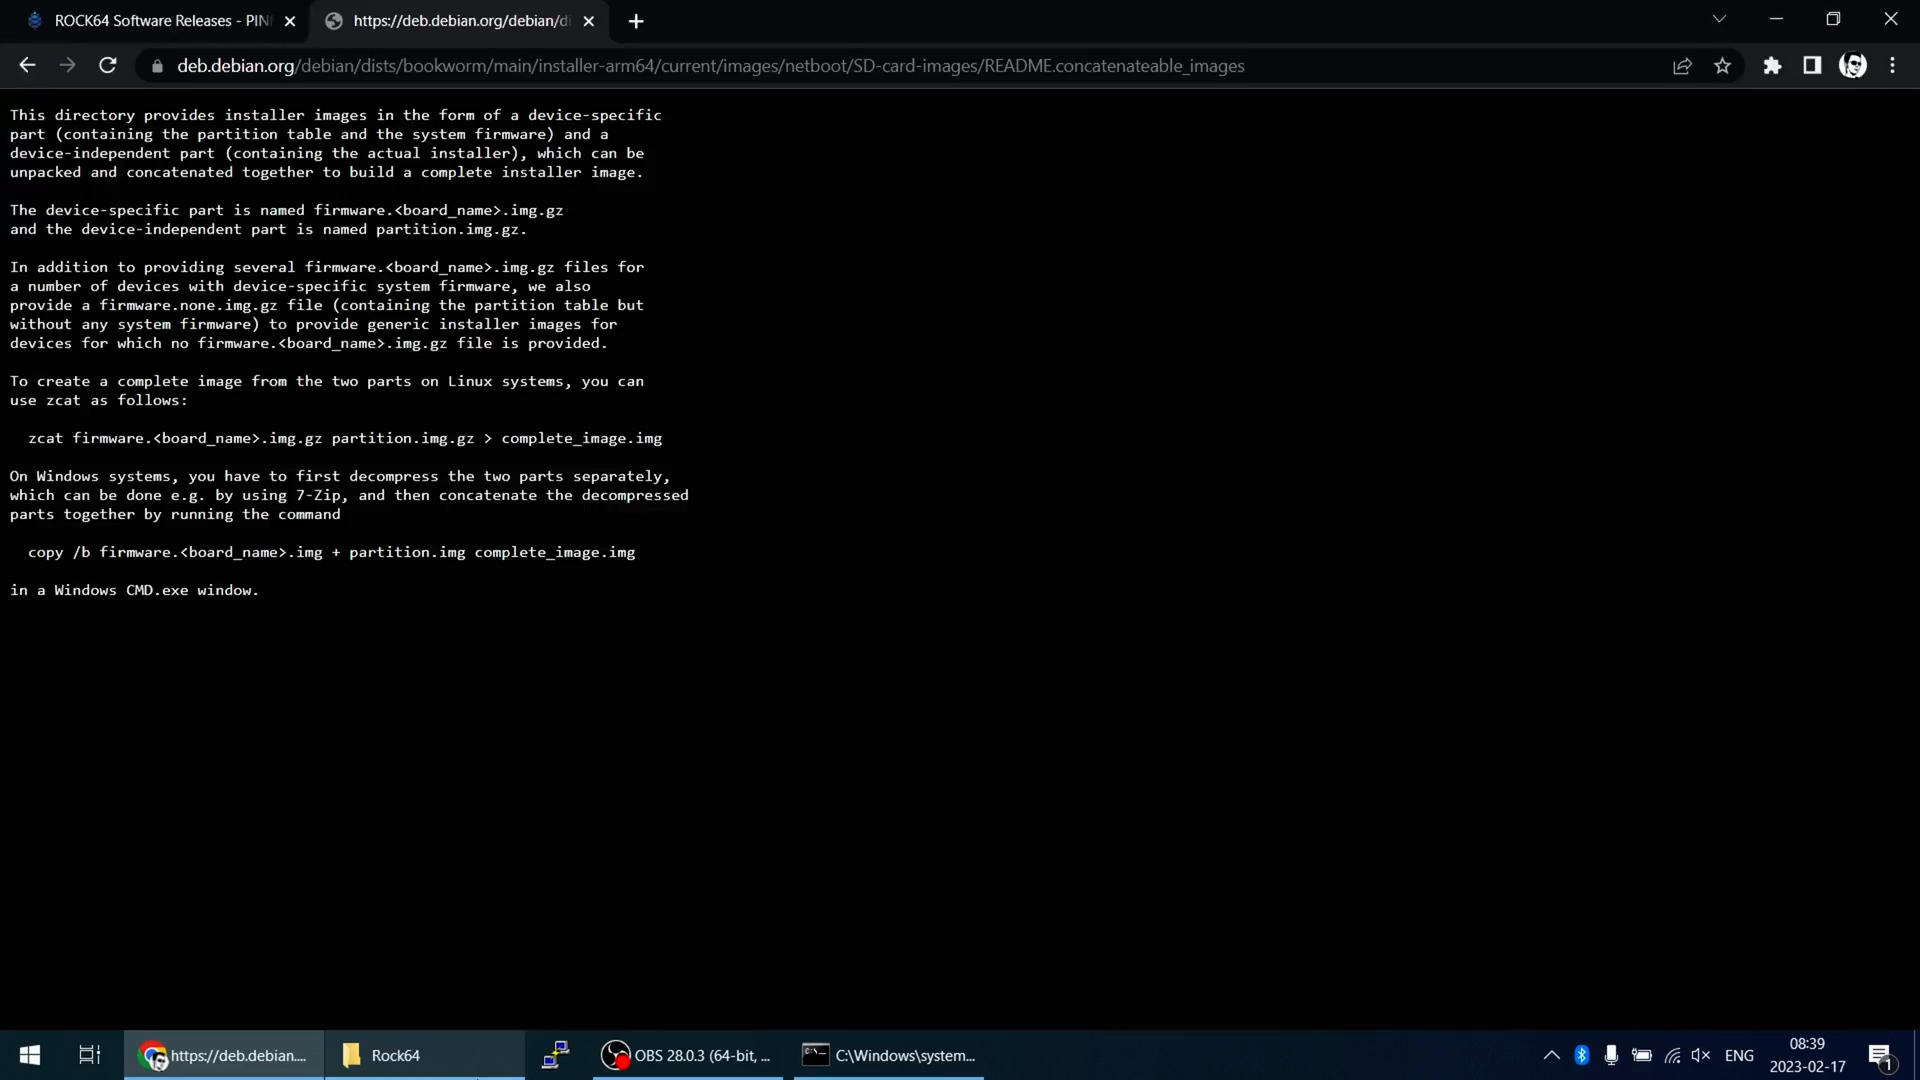 ROCK64 Software Releases - PIN
https://deb.debian.org/debian/di
deb.debian.org/debian/dists/bookworm/main/installer-arm64/current/images/netboot/SD-card-images/README.concatenateable_images
This directory provides installer images in the form of a device-specific
part (containing the partition table and the system firmware) and a
device-independent part (containing the actual installer), which can be
unpacked and concatenated together to build a complete installer image.
The device-specific part is named firmware.<board_name>.img.gz
and the device-independent part is named partition.img.gz.
In addition to providing several firmware.<board_name>.img.gz files for
a number of devices with device-specific system firmware, we also
provide a firmware.none.img.gz file (containing the partition table but
without any system firmware) to provide generic installer images for
devices for which no firmware.<board_name>.img.gz file is provided.
To create a complete image from the two parts on Linux systems, you can
use zcat as follows:
zcat firmware.<board_name>.img.gz partition.img.gz > complete_image.img
On Windows systems, you have to first decompress the two parts separately,
which can be done e.g. by using 7-Zip, and then concatenate the decompressed
parts together by running the command
copy /b firmware.<board_name>.img + partition.img complete_image.img
in a Windows CMD.exe window.
https://deb.debian....
Rock64
OBS 28.0.3 (64-bit, ...
C:\Windows\system...
ENG
08:39
2023-02-17
1